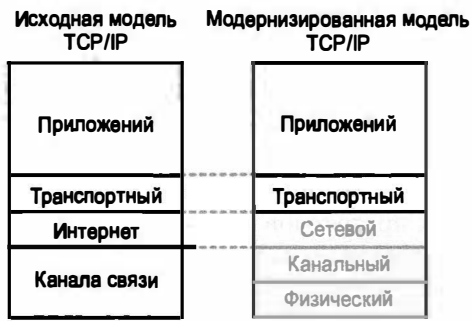 Исходная модель
TCP/IP
Модернизированная модель
TCP/IP
Приложений
Транспортный
Интернет
Канала связи
Приложений
Транспортный
Сетевой
Канальный
Физический